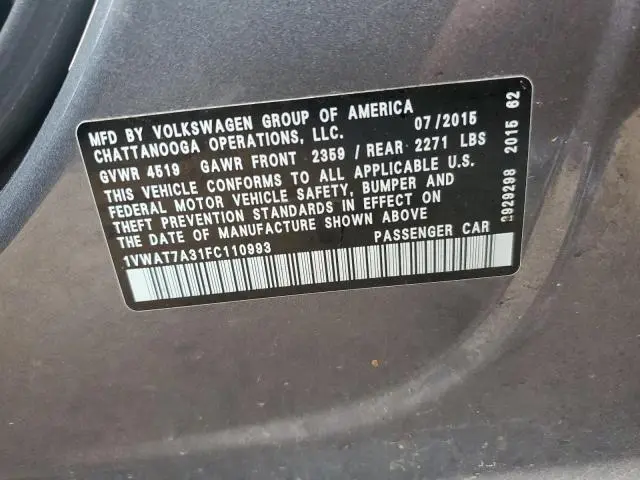 MFD BY VOLKSWAGEN GROUP OF AMERICA
CHATTANOOGA OPERATIONS, LLC. 07/2015
GVWR 4519 GAWR FRONT 2359 / REAR 2271 LBS
THIS VEHICLE CONFORMS TO ALL APPLICABLE U.S.
FEDERAL MOTOR VEHICLE SAFETY, BUMPER AND
THEFT PREVENTION STANDARDS IN EFFECT ON
THE DATE OF MANUFACTURE SHOWN ABOVE
1VWAT7A31FC110993 PASSENGER CAR
2015 62